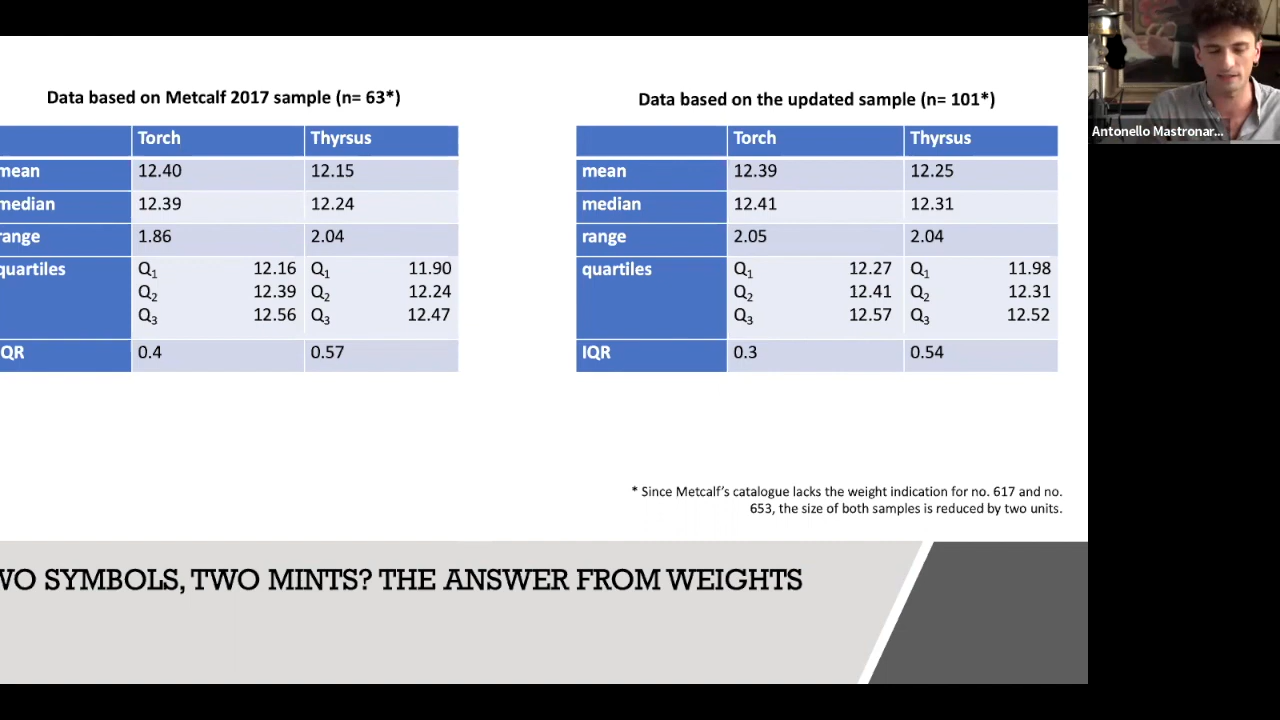 Data based on Metcalf 2017 sample (n= 63*)
Torch Thyrsus
mean 12.40 12.15
median 12.39 12.24
range 1.86 2.04
quartiles Q1 12.16 Q1 11.90
Q2 12.39 Q2 12.24
Q3 12.56 Q3 12.47
QR 0.4 0.57
Data based on the updated sample (n= 101*)
Torch Thyrsus
mean 12.39 12.25
median 12.41 12.31
range 2.05 2.04
quartiles Q1 12.27 Q1 11.98
Q2 12.41 Q2 12.31
Q3 12.57 Q3 12.52
IQR 0.3 0.54
* Since Metcalf's catalogue lacks the weight indication for no. 617 and no.
653, the size of both samples is reduced by two units.
WO SYMBOLS, TWO MINTS? THE ANSWER FROM WEIGHTS
Antonello Mastronar...